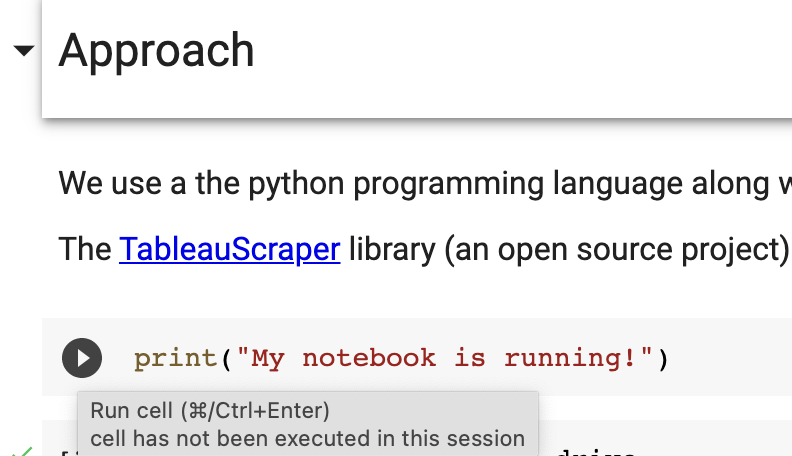 Approach
We use a the python programming language along
The TableauScraper library (an open source project)
print("My notebook is running!")
Run cell (⌘/Ctrl+Enter)
cell has not been executed in this session